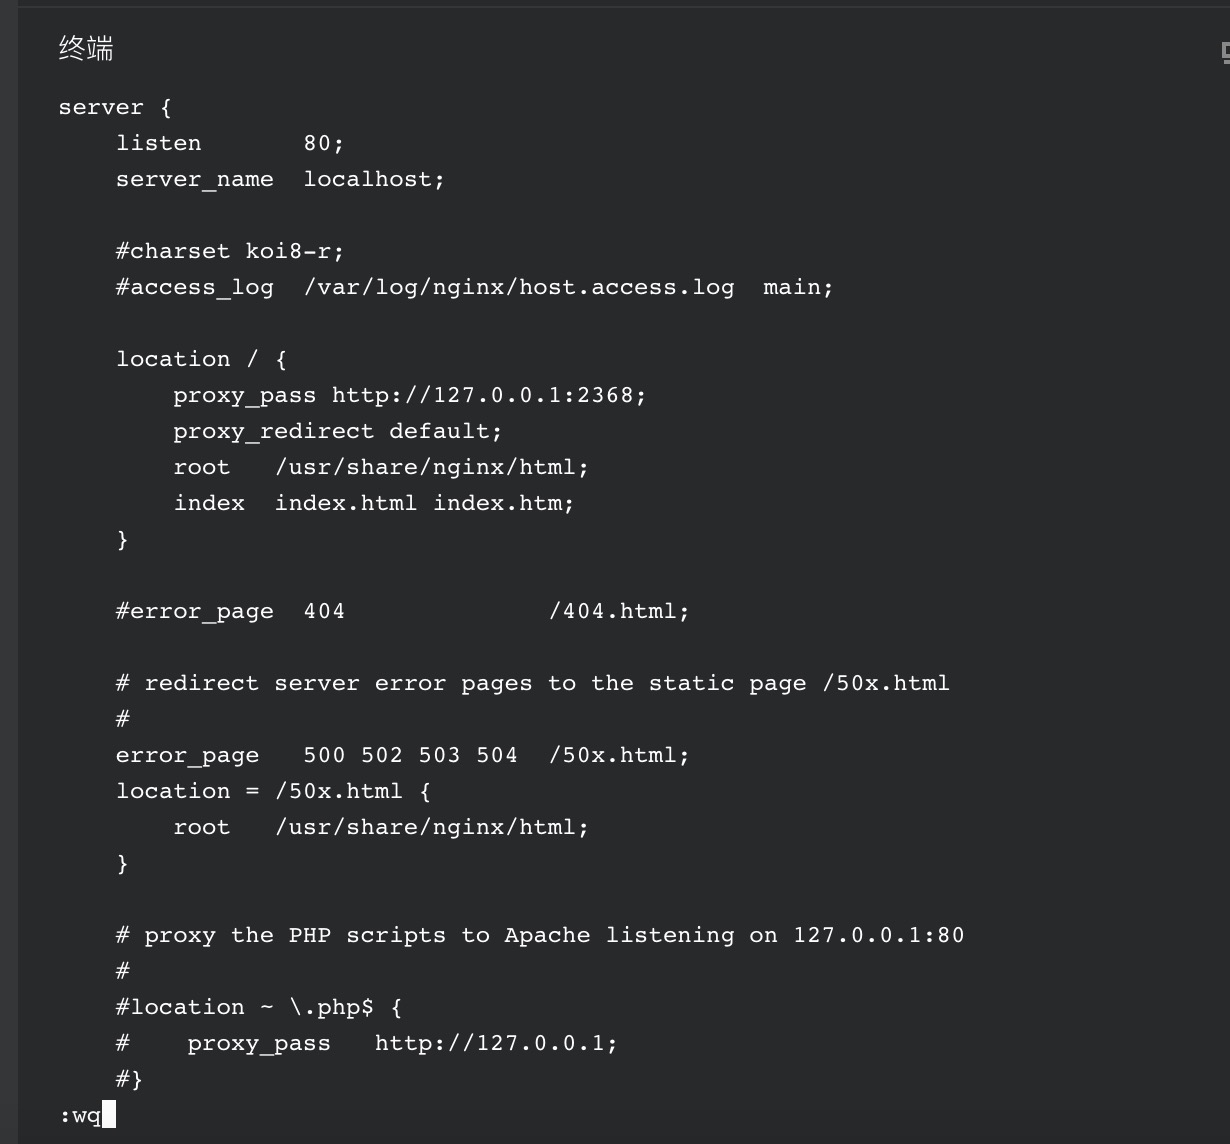 终端
server {
    listen       80;
    server_name  localhost;

    #charset koi8-r;
    #access_log  /var/log/nginx/host.access.log  main;

    location / {
        proxy_pass http://127.0.0.1:2368;
        proxy_redirect default;
        root   /usr/share/nginx/html;
        index  index.html index.htm;
    }

    #error_page  404              /404.html;

    # redirect server error pages to the static page /50x.html
    #
    error_page   500 502 503 504  /50x.html;
    location = /50x.html {
        root   /usr/share/nginx/html;
    }

    # proxy the PHP scripts to Apache listening on 127.0.0.1:80
    #
    #location ~ \.php$ {
    #    proxy_pass   http://127.0.0.1;
    #}
:wq